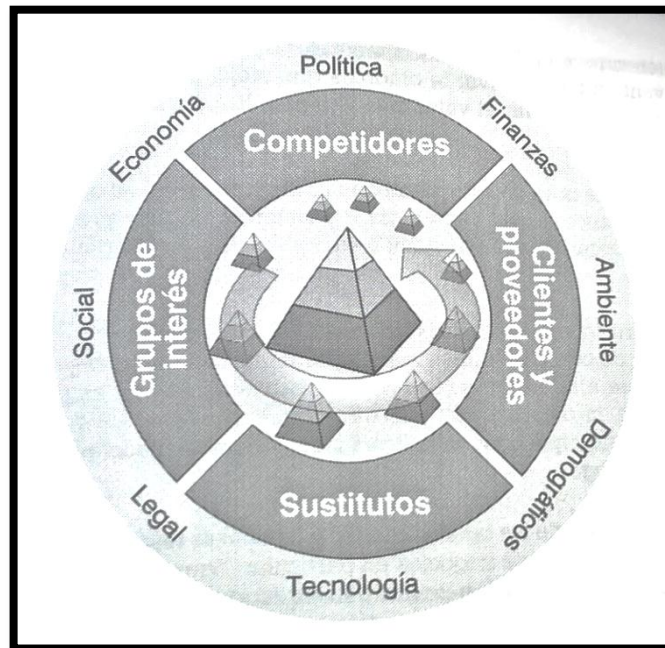 Política
Economía
Finanzas
Competidores
Social
Grupos de
interés
Clientes y
proveedores
Ambiente
Sustitutos
Legal
Demográficos
Tecnología